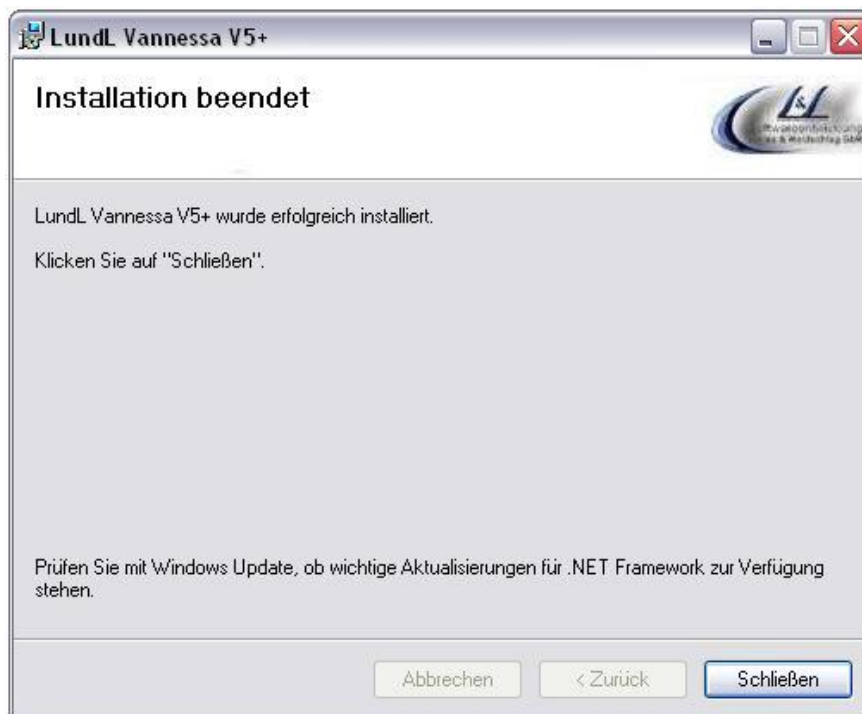 LundL Vannessa V5+
Installation beendet
L&L
LundL Vannessa V5+ wurde erfolgreich installiert.
Klicken Sie auf "Schließen".
Prüfen Sie mit Windows Update, ob wichtige Aktualisierungen für .NET Framework zur Verfügung
stehen.
Abbrechen
< Zurück
Schließen